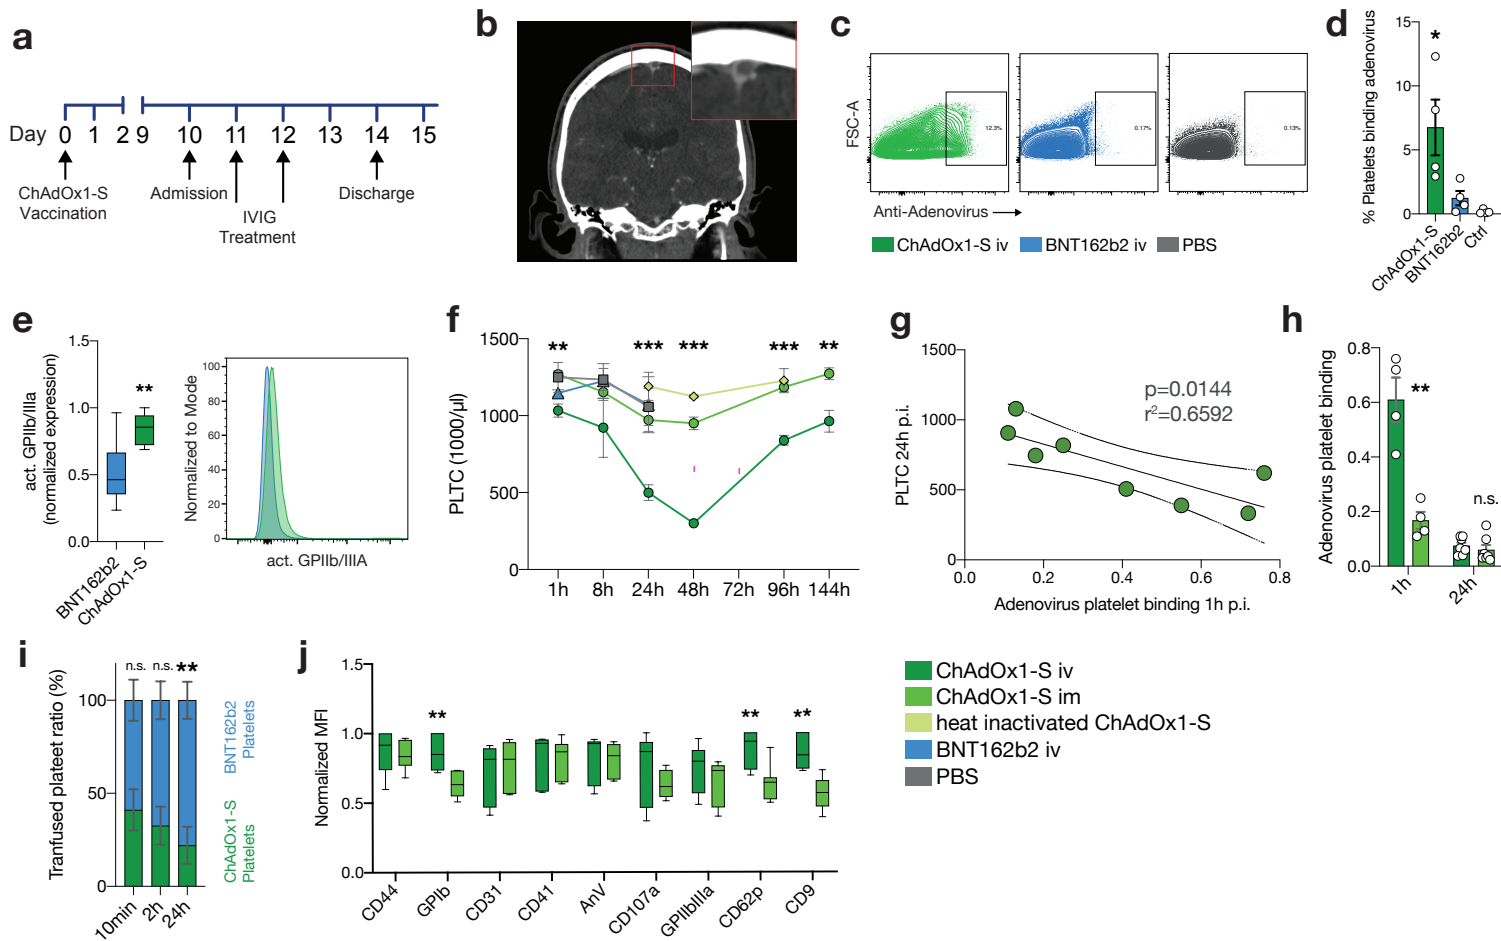 a
Day 0 1 2 9 10 11 12 13 14 15
ChAdOx1-S
Vaccination
Admission
IVIG
Treatment
Discharge
b
c
FSC-A
12.3%
0.17%
0.13%
Anti-Adenovirus
ChAdOx1-S iv
BNT162b2 iv
PBS
d
% Platelets binding adenovirus
15
10
5
0
*
ChAdOx1-S
BNT162b2
Ctrl
e
act. GPIIb/IIIa
(normalized expression)
1.5
1.0
0.5
0.0
**
BNT162b2
ChAdOx1-S
Normalized to Mode
100
80
60
40
20
0
act. GPIIb/IIIA
f
PLTC (1000/µl)
1500
1000
500
0
** *** *** *** **
1h 8h 24h 48h 72h 96h 144h
g
PLTC 24h p.i.
1500
1000
500
0
p=0.0144
r²=0.6592
0.0 0.2 0.4 0.6 0.8
Adenovirus platelet binding 1h p.i.
h
Adenovirus platelet binding
0.8
0.6
0.4
0.2
0.0
**
n.s.
1h
24h
i
Tranfused plateet ratio (%)
100
50
0
n.s. n.s. **
10min
2h
24h
BNT162b2
Platelets
ChAdOx1-S
Platelets
j
Normalized MFI
1.5
1.0
0.5
0.0
** ** **
CD44
GPIb
CD31
CD41
AnV
CD107a
GPIIbIIIa
CD62p
CD9
ChAdOx1-S iv
ChAdOx1-S im
heat inactivated ChAdOx1-S
BNT162b2 iv
PBS